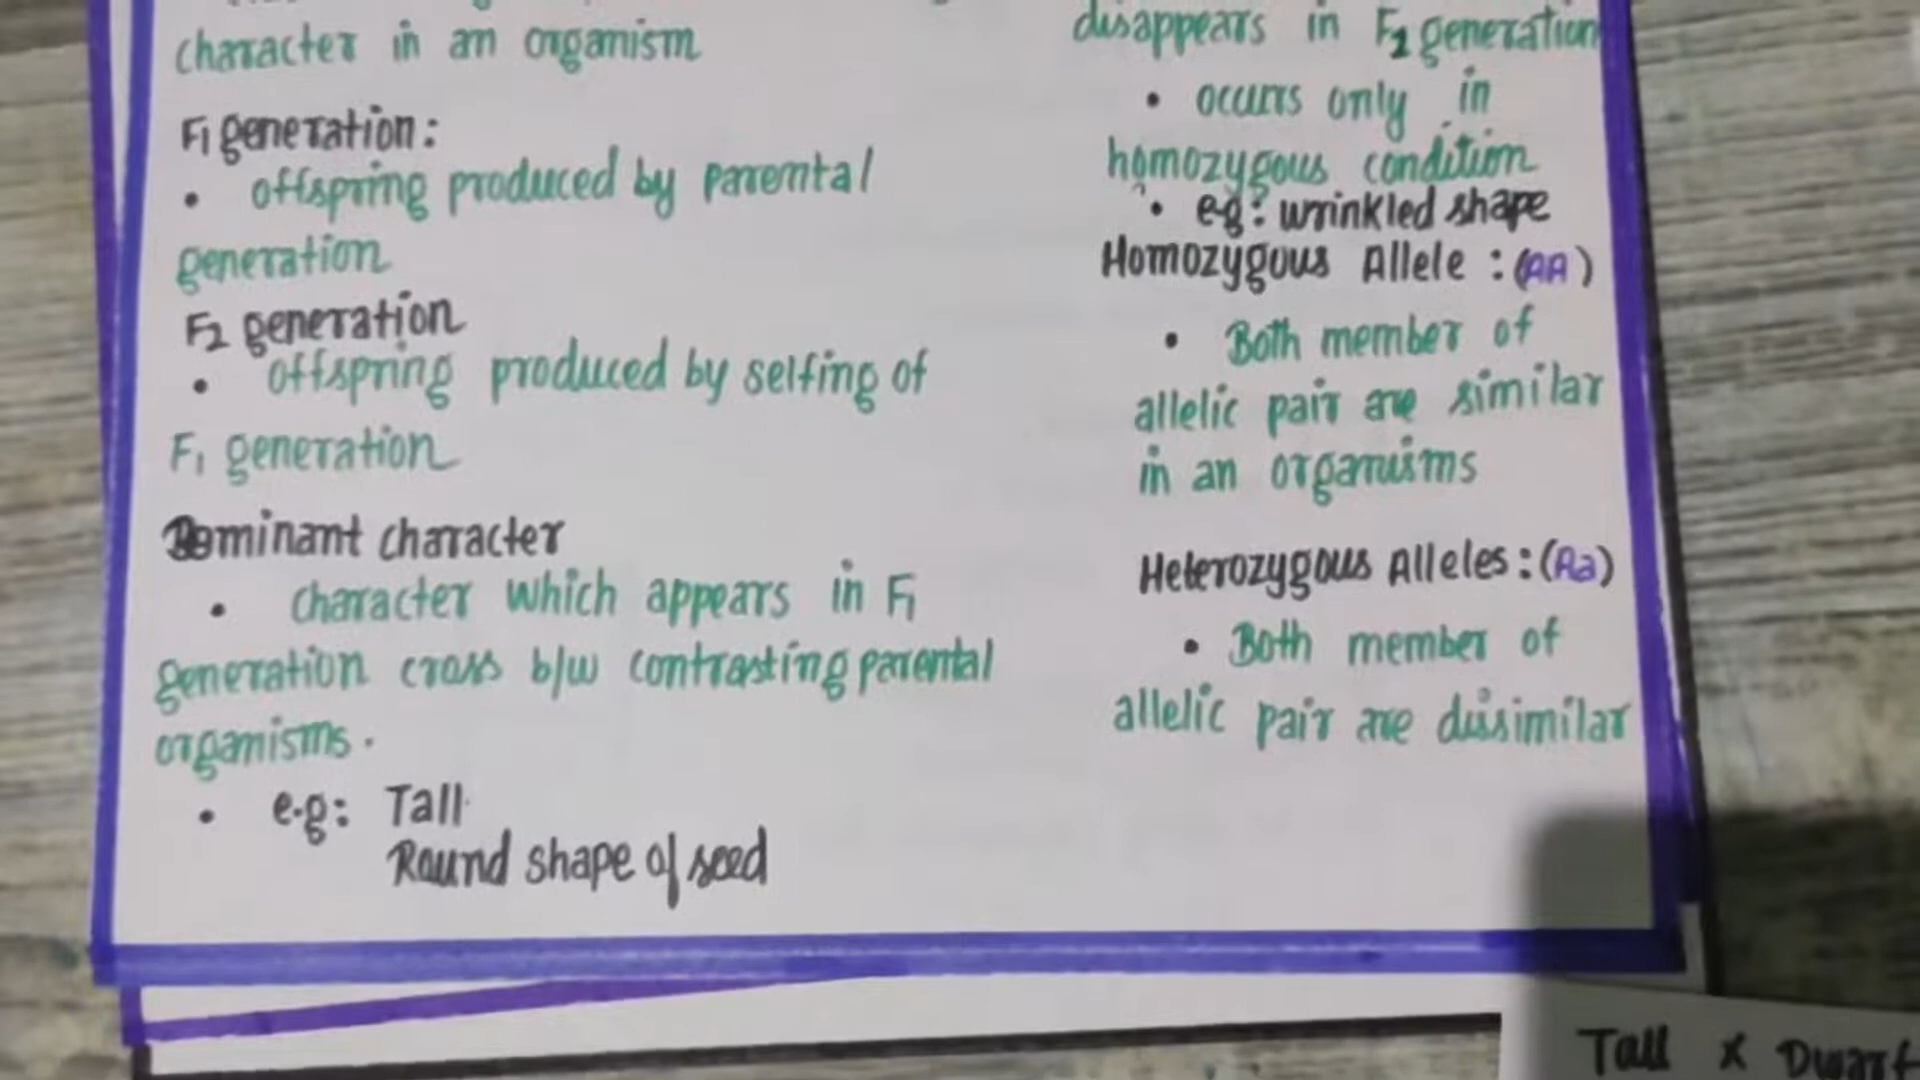 character in an organism
F1 generation:
• offspring produced by parental
generation
F2 generation
• offspring produced by selfing of
F1 generation
Dominant character
• character which appears in F1
generation cross b/w contrasting parental
organisms.
• e.g: Tall
Round shape of seed
disappears in F1 generation
• occurs only in
homozygous condition
• e.g: wrinkled shape
Homozygous Allele : (AA)
• Both member of
allelic pair are similar
in an organisms
Heterozygous Alleles : (Aa)
• Both member of
allelic pair are dissimilar
Tall x Dwarf